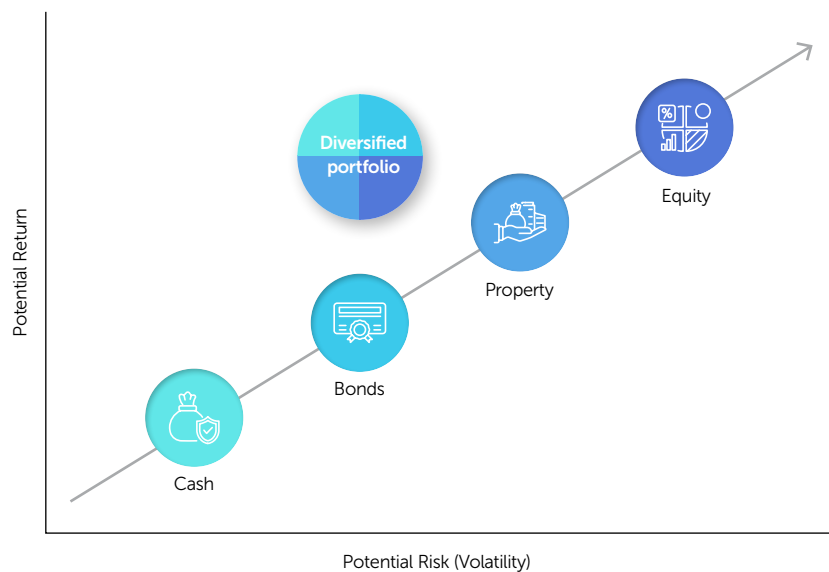 Potential Return
Diversified
portfolio
%
Equity
Property
Bonds
Cash
Potential Risk (Volatility)